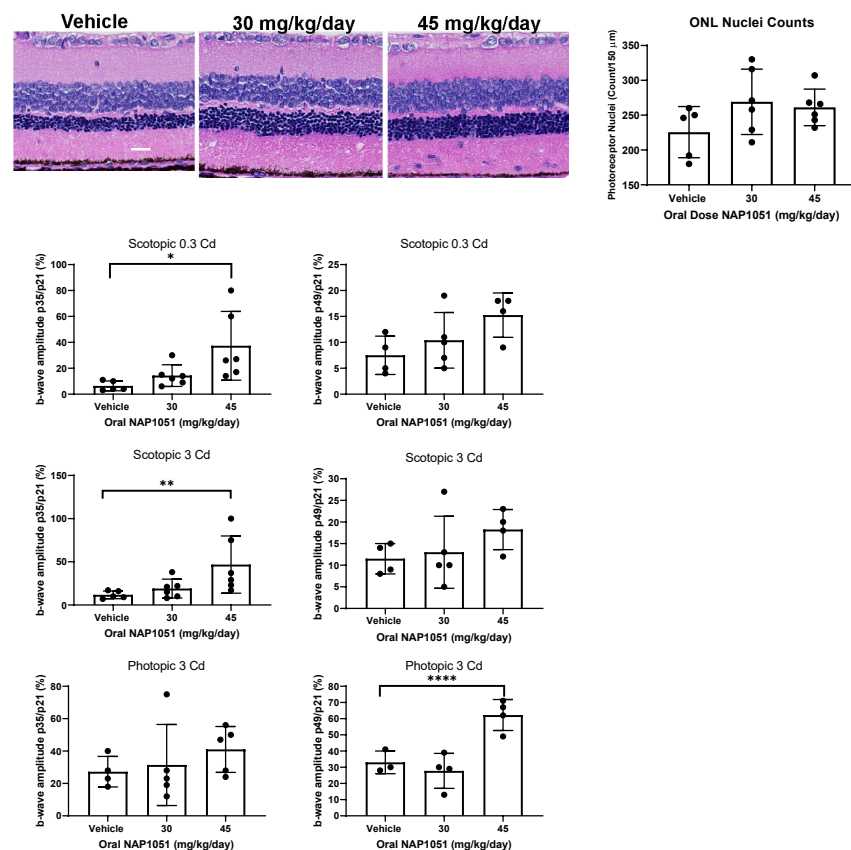 Vehicle 30 mg/kg/day 45 mg/kg/day
ONL Nuclei Counts
Photoreceptor Nuclei (Count/150 µm)
350
300
250
200
150
Vehicle 30 45
Oral Dose NAP1051 (mg/kg/day)
Scotopic 0.3 Cd
b-wave amplitude p35/p21 (%)
100
80
60
40
20
0
*
Vehicle 30 45
Oral NAP1051 (mg/kg/day)
Scotopic 0.3 Cd
b-wave amplitude p49/p21 (%)
25
20
15
10
5
0
Vehicle 30 45
Oral NAP1051 (mg/kg/day)
Scotopic 3 Cd
b-wave amplitude p35/p21 (%)
150
100
50
0
**
Vehicle 30 45
Oral NAP1051 (mg/kg/day)
Scotopic 3 Cd
b-wave amplitude p49/p21 (%)
30
25
20
15
10
5
0
Vehicle 30 45
Oral NAP1051 (mg/kg/day)
Photopic 3 Cd
b-wave amplitude p35/p21 (%)
80
60
40
20
0
Vehicle 30 45
Oral NAP1051 (mg/kg/day)
Photopic 3 Cd
b-wave amplitude p49/p21 (%)
80
70
60
50
40
30
20
10
0
****
Vehicle 30 45
Oral NAP1051 (mg/kg/day)